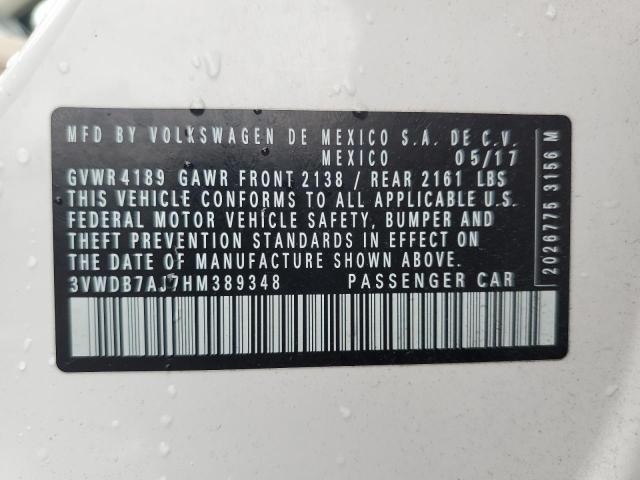 MFD BY VOLKSWAGEN DE MEXICO S.A. DE C.V.
MEXICO 05/17
GVWR 4189 GAWR FRONT 2138 / REAR 2161 LBS
THIS VEHICLE CONFORMS TO ALL APPLICABLE U.S.
FEDERAL MOTOR VEHICLE SAFETY, BUMPER AND
THEFT PREVENTION STANDARDS IN EFFECT ON
THE DATE OF MANUFACTURE SHOWN ABOVE.
3VWDB7AJ7HM389348 PASSENGER CAR
2026775 3156 M